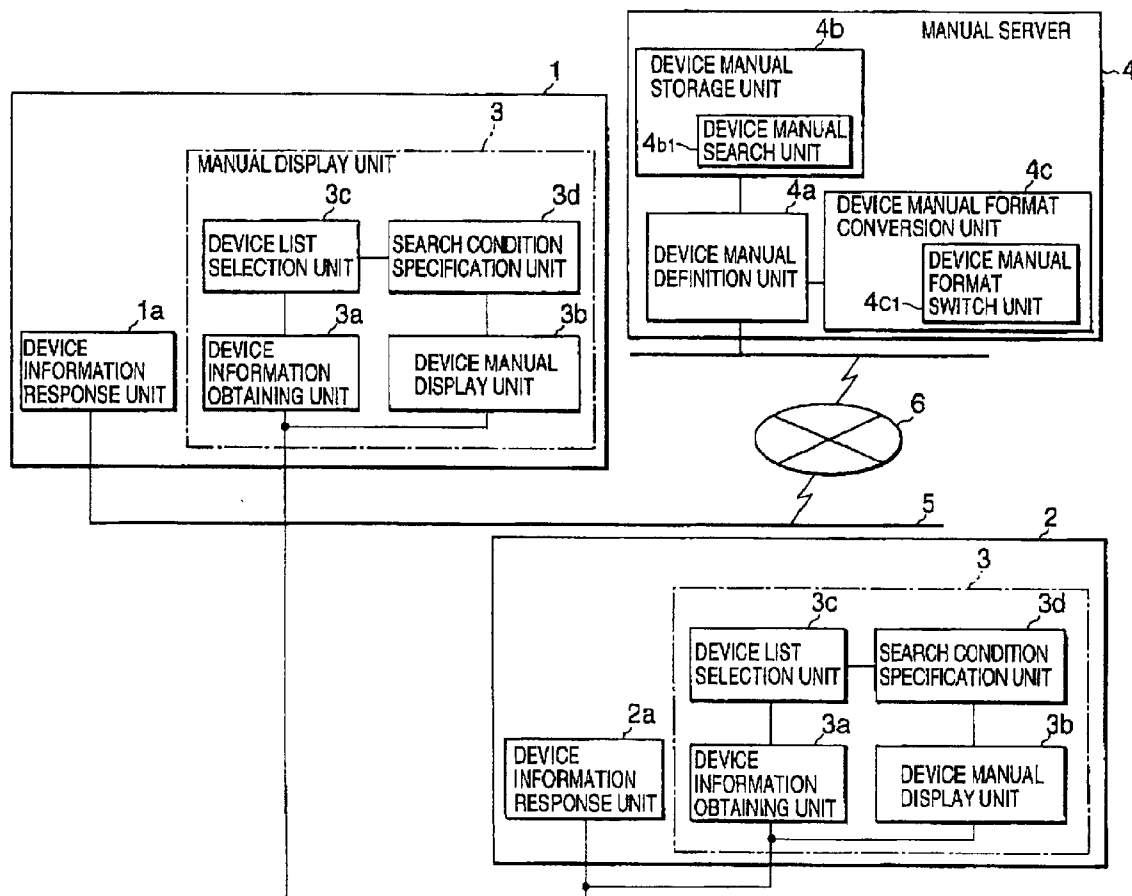 MANUAL SERVER
4
4b
DEVICE MANUAL
STORAGE UNIT
4b1
DEVICE MANUAL
SEARCH UNIT
4a
DEVICE MANUAL
DEFINITION UNIT
4c
DEVICE MANUAL FORMAT
CONVERSION UNIT
4c1
DEVICE MANUAL
FORMAT
SWITCH UNIT
1
3
MANUAL DISPLAY UNIT
3c
DEVICE LIST
SELECTION UNIT
3d
SEARCH CONDITION
SPECIFICATION UNIT
1a
DEVICE
INFORMATION
RESPONSE UNIT
3a
DEVICE
INFORMATION
OBTAINING UNIT
3b
DEVICE MANUAL
DISPLAY UNIT
6
5
2
3
3c
DEVICE LIST
SELECTION UNIT
3d
SEARCH CONDITION
SPECIFICATION UNIT
2a
DEVICE
INFORMATION
RESPONSE UNIT
3a
DEVICE
INFORMATION
OBTAINING UNIT
3b
DEVICE MANUAL
DISPLAY UNIT